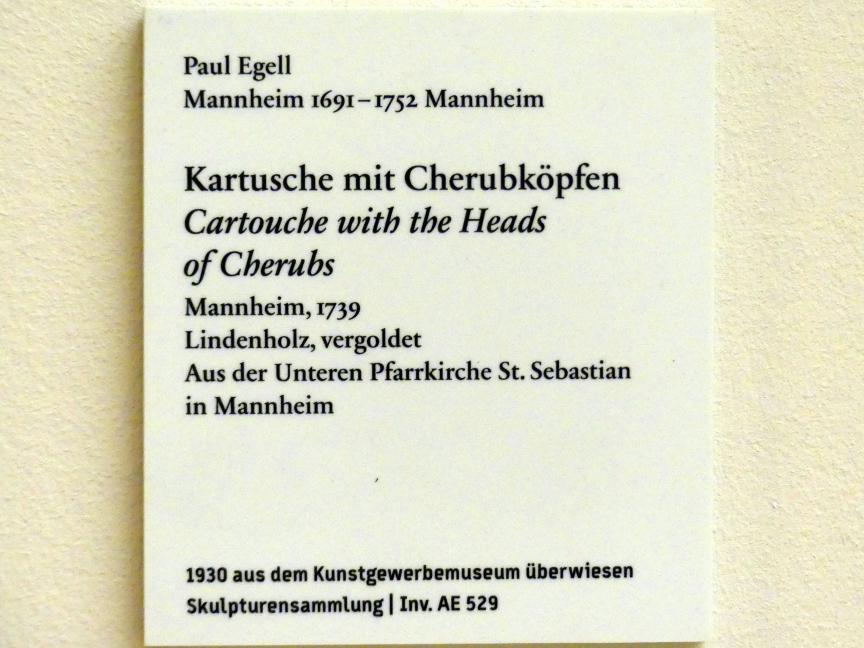 Paul Egell
Mannheim 1691–1752 Mannheim
Kartusche mit Cherubköpfen
Cartouche with the Heads
of Cherubs
Mannheim, 1739
Lindenholz, vergoldet
Aus der Unteren Pfarrkirche St. Sebastian
in Mannheim
1930 aus dem Kunstgewerbemuseum überwiesen
Skulpturensammlung | Inv. AE 529